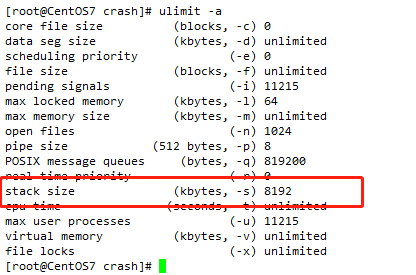 [root@CentOS7 crash]# ulimit -a
core file size (blocks, -c) 0
data seg size (kbytes, -d) unlimited
scheduling priority (-e) 0
file size (blocks, -f) unlimited
pending signals (-i) 11215
max locked memory (kbytes, -l) 64
max memory size (kbytes, -m) unlimited
open files (-n) 1024
pipe size (512 bytes, -p) 8
POSIX message queues (bytes, -q) 819200
real-time priority (-r) 0
stack size (kbytes, -s) 8192
cpu time (seconds, -t) unlimited
max user processes (-u) 11215
virtual memory (kbytes, -v) unlimited
file locks (-x) unlimited
[root@CentOS7 crash]#